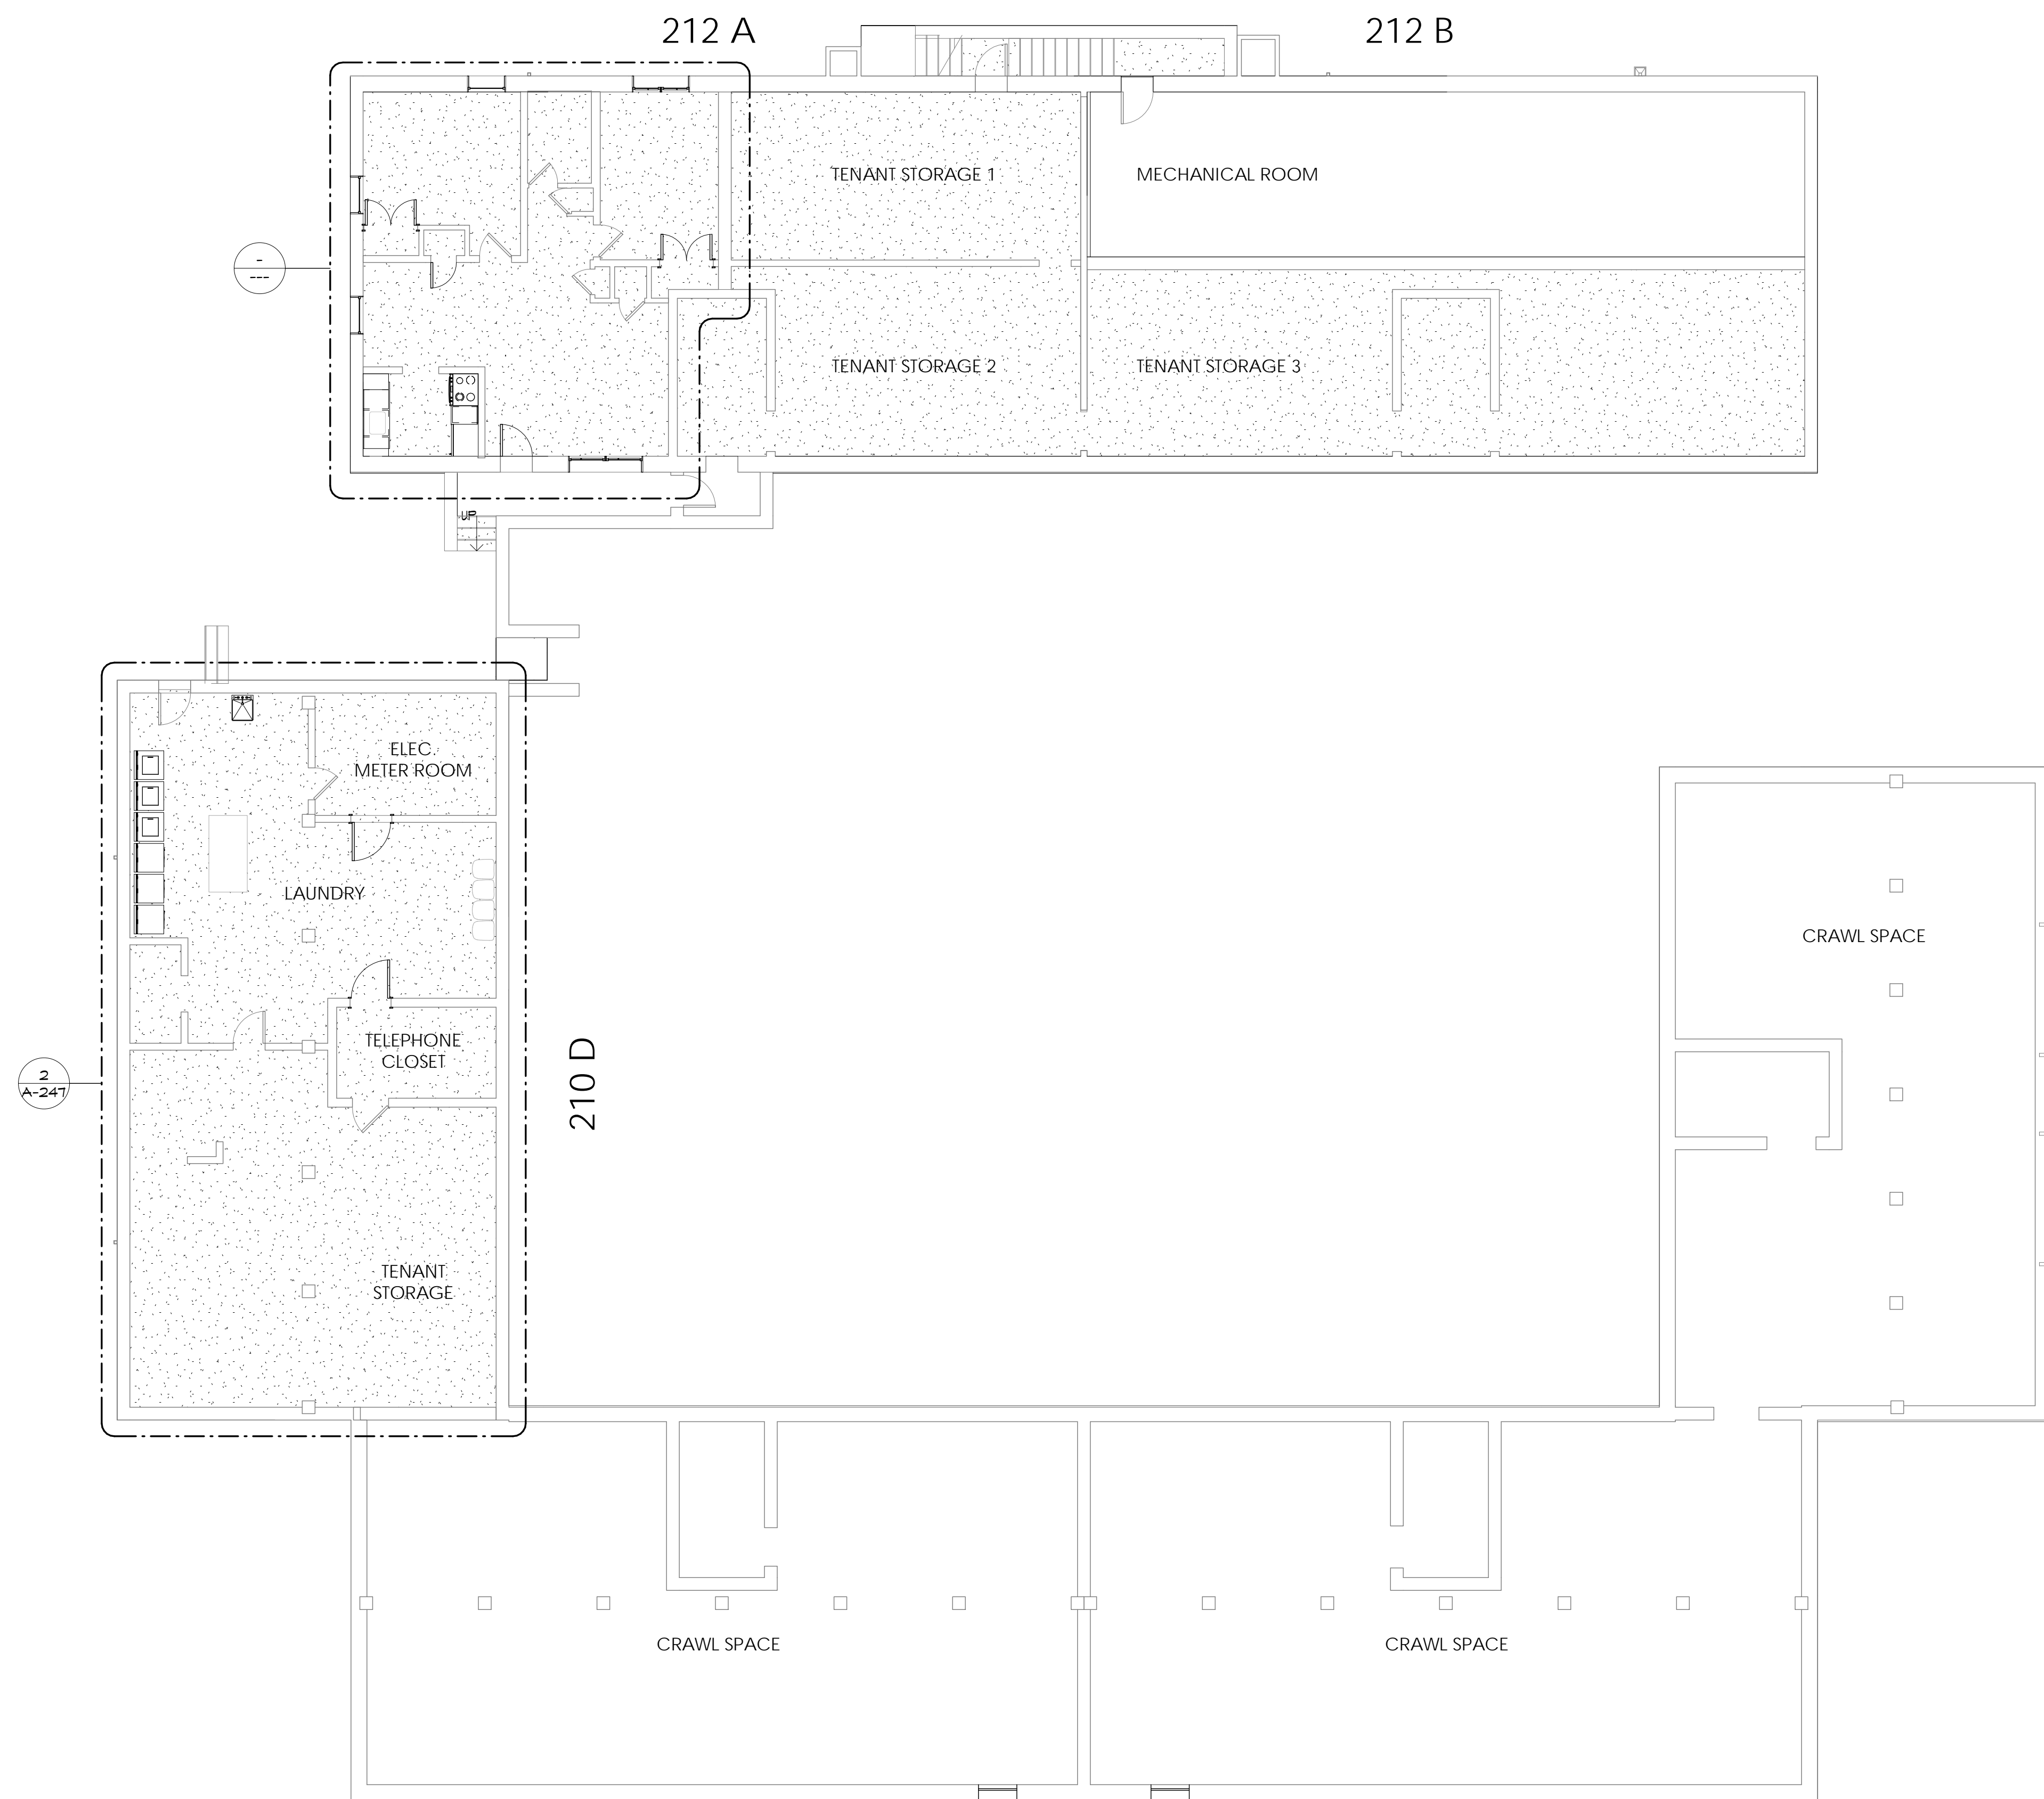 212 A
212 B
TENANT STORAGE 1
MECHANICAL ROOM
-
---
TENANT STORAGE 2
TENANT STORAGE 3
UP
ELEC.
METER ROOM
LAUNDRY
CRAWL SPACE
TELEPHONE
CLOSET
210 D
2
A-247
TENANT
STORAGE
CRAWL SPACE
CRAWL SPACE